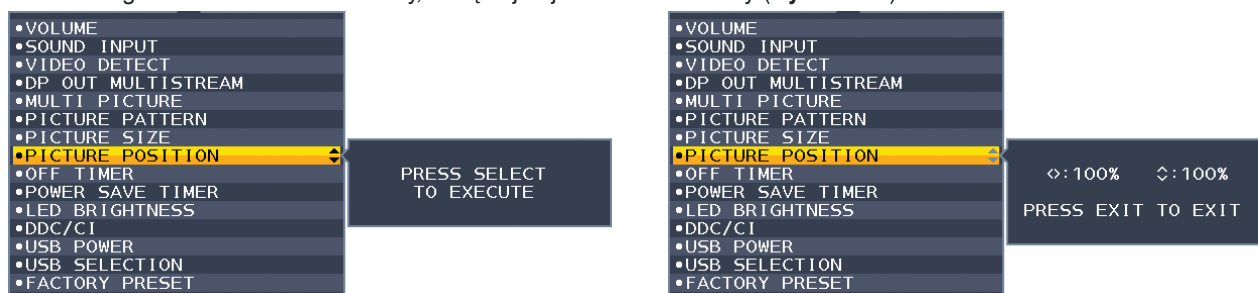 •VOLUME
•SOUND INPUT
•VIDEO DETECT
•DP OUT MULTISTREAM
•MULTI PICTURE
•PICTURE PATTERN
•PICTURE SIZE
•PICTURE POSITION
•OFF TIMER
•POWER SAVE TIMER
•LED BRIGHTNESS
•DDC/CI
•USB POWER
•USB SELECTION
•FACTORY PRESET
PRESS SELECT
TO EXECUTE
•VOLUME
•SOUND INPUT
•VIDEO DETECT
•DP OUT MULTISTREAM
•MULTI PICTURE
•PICTURE PATTERN
•PICTURE SIZE
•PICTURE POSITION
•OFF TIMER
•POWER SAVE TIMER
•LED BRIGHTNESS
•DDC/CI
•USB POWER
•USB SELECTION
•FACTORY PRESET
:100% :100%
PRESS EXIT TO EXIT